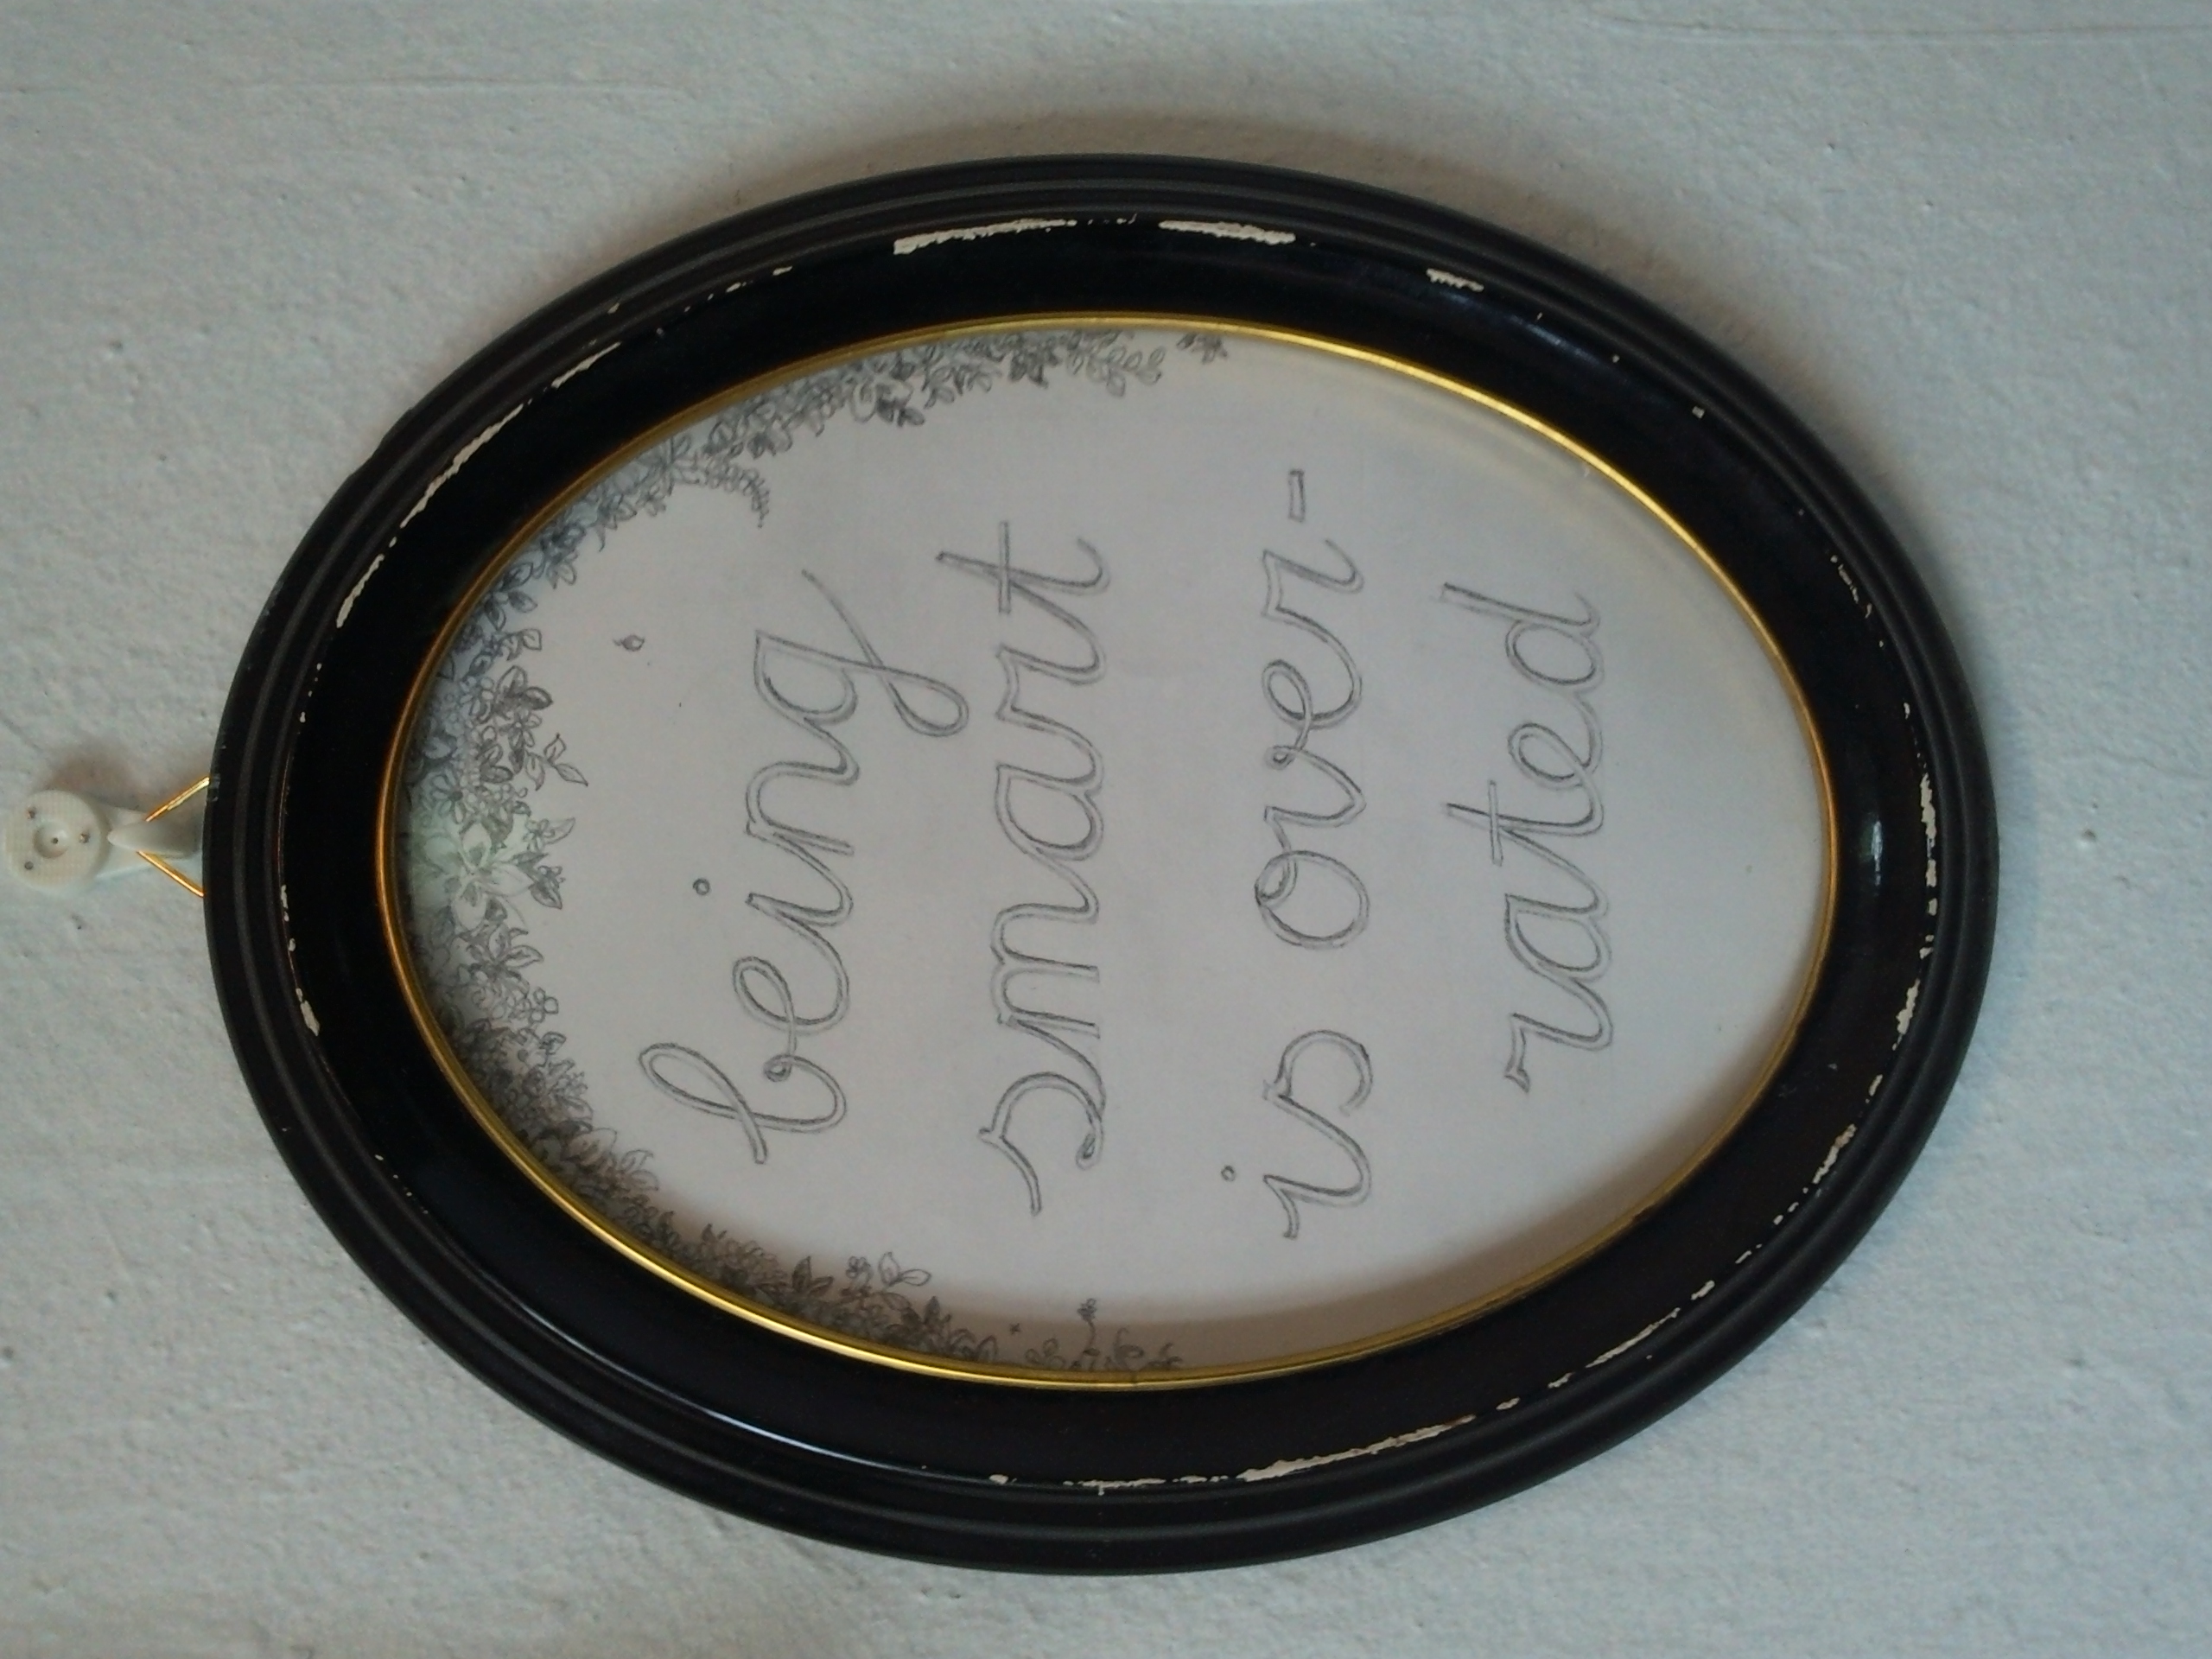 being
smart
is over-
rated